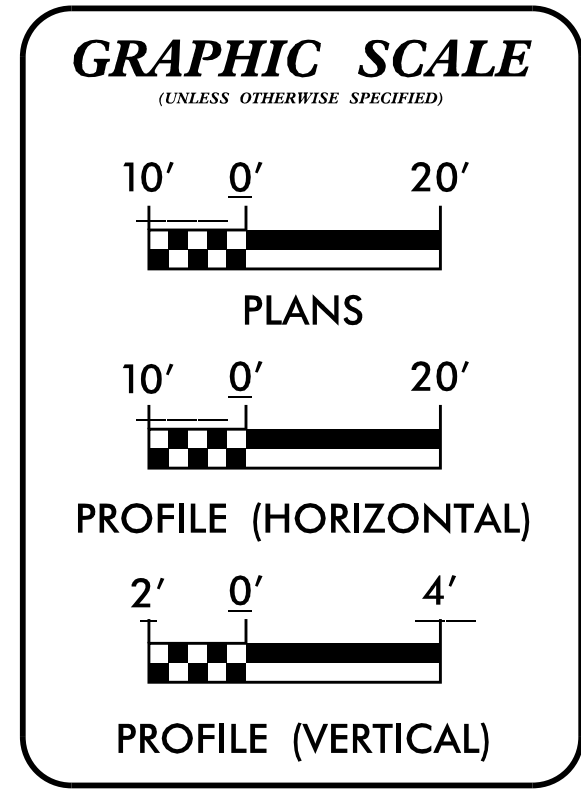 GRAPHIC SCALE
(UNLESS OTHERWISE SPECIFIED)
10' 0' 20'
PLANS
10' 0' 20'
PROFILE (HORIZONTAL)
2' 0' 4'
PROFILE (VERTICAL)